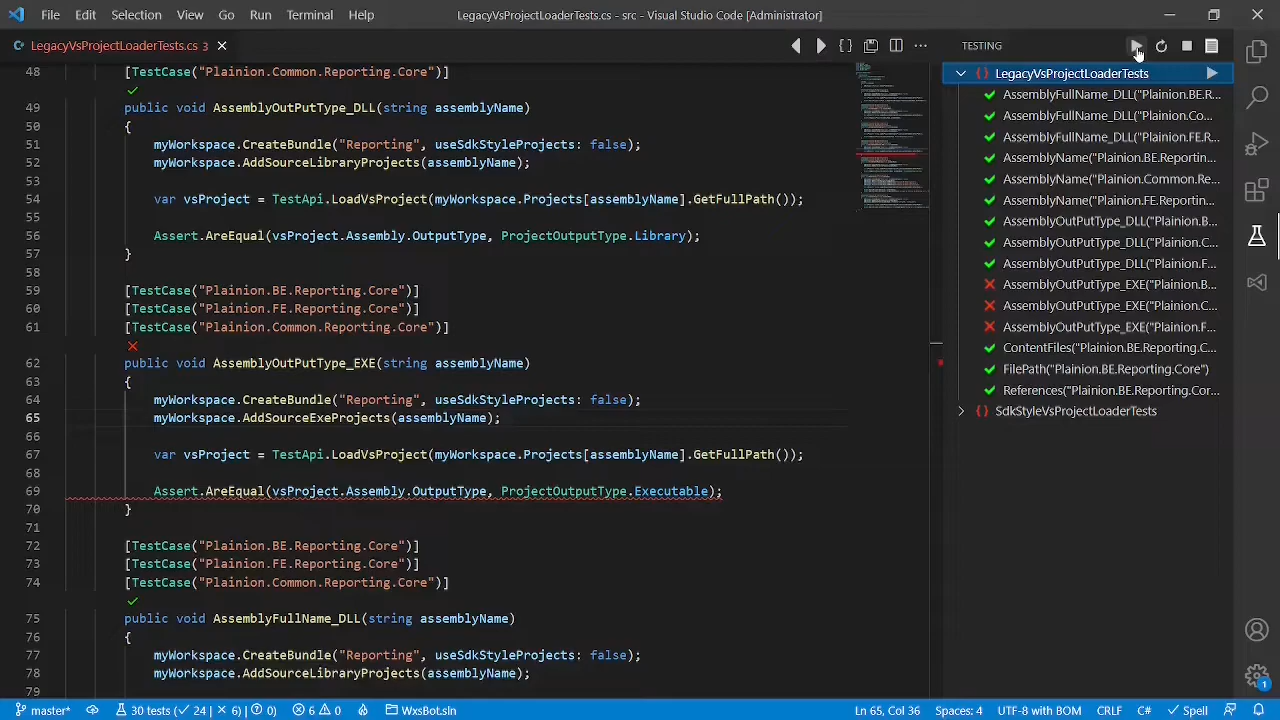 File Edit Selection View Go Run Terminal Help LegacyVsProjectLoaderTests.cs - src - Visual Studio Code [Administrator]
LegacyVsProjectLoaderTests.cs 3
TESTING
48 [TestCase("Plainion.Common.Reporting.Core")]
49 public void AssemblyOutPutType_DLL(string assemblyName)
50 {
51 myWorkspace.CreateBundle("Reporting", useSdkStyleProjects: false);
52 myWorkspace.AddSourceLibraryProjects(assemblyName);
53
54 var vsProject = TestApi.LoadVsProject(myWorkspace.Projects[assemblyName].GetFullPath());
55
56 Assert.AreEqual(vsProject.Assembly.OutputType, ProjectOutputType.Library);
57 }
58
59 [TestCase("Plainion.BE.Reporting.Core")]
60 [TestCase("Plainion.FE.Reporting.Core")]
61 [TestCase("Plainion.Common.Reporting.Core")]
62 public void AssemblyOutPutType_EXE(string assemblyName)
63 {
64 myWorkspace.CreateBundle("Reporting", useSdkStyleProjects: false);
65 myWorkspace.AddSourceExeProjects(assemblyName);
66
67 var vsProject = TestApi.LoadVsProject(myWorkspace.Projects[assemblyName].GetFullPath());
68
69 Assert.AreEqual(vsProject.Assembly.OutputType, ProjectOutputType.Executable);
70 }
71
72 [TestCase("Plainion.BE.Reporting.Core")]
73 [TestCase("Plainion.FE.Reporting.Core")]
74 [TestCase("Plainion.Common.Reporting.Core")]
75 public void AssemblyFullName_DLL(string assemblyName)
76 {
77 myWorkspace.CreateBundle("Reporting", useSdkStyleProjects: false);
78 myWorkspace.AddSourceLibraryProjects(assemblyName);
79
LegacyVsProjectLoaderTests
AssemblyFullName_DLL("Plainion.BE.R...
AssemblyFullName_DLL("Plainion.Co...
AssemblyFullName_DLL("Plainion.FE.R...
AssemblyName("Plainion.BE.Reportin...
AssemblyName("Plainion.Common.Re...
AssemblyName("Plainion.FE.Reportin...
AssemblyOutPutType_DLL("Plainion.B...
AssemblyOutPutType_DLL("Plainion.C...
AssemblyOutPutType_DLL("Plainion.F...
AssemblyOutPutType_EXE("Plainion.B...
AssemblyOutPutType_EXE("Plainion.C...
AssemblyOutPutType_EXE("Plainion.F...
ContentFiles("Plainion.BE.Reporting.C...
FilePath("Plainion.BE.Reporting.Core")
References("Plainion.BE.Reporting.Cor...
SdkStyleVsProjectLoaderTests
1
master* 30 tests ( 24 | 6) 0) 6 0 WxsBot.sln Ln 65, Col 36 Spaces: 4 UTF-8 with BOM CRLF C# Spell